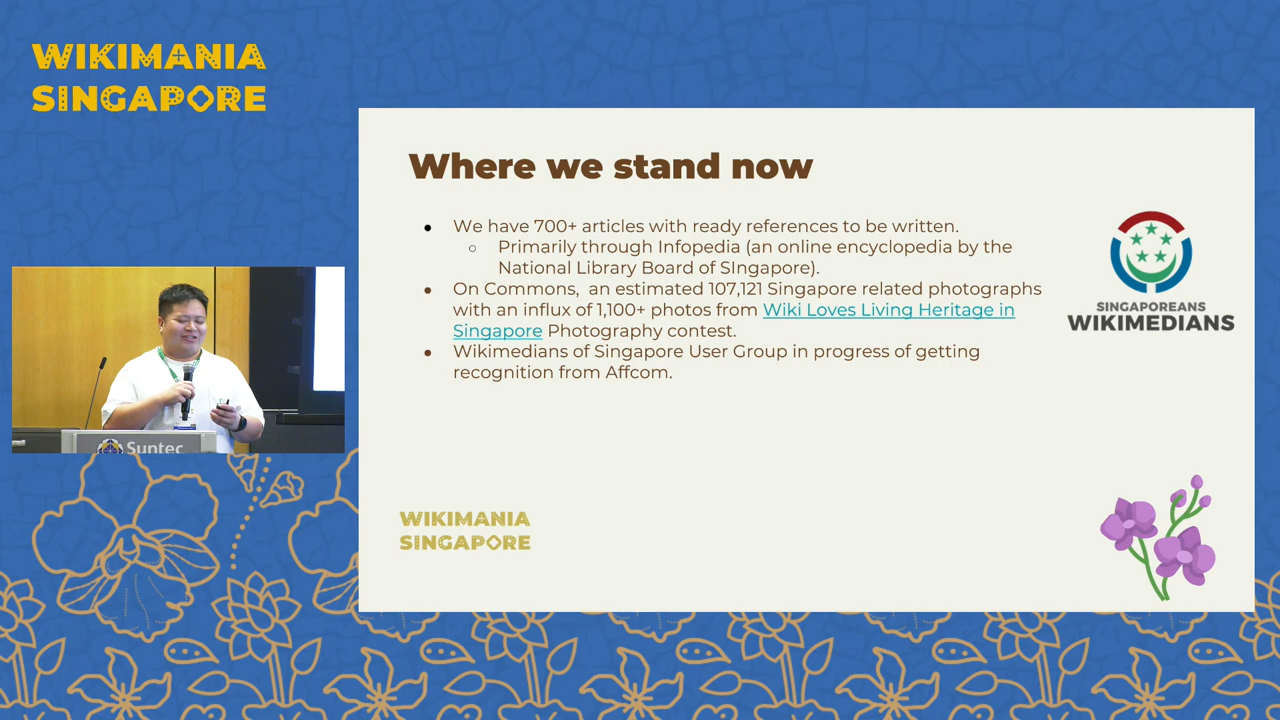 WIKIMANIA
SINGAPORE
Where we stand now
● We have 700+ articles with ready references to be written.
○ Primarily through Infopedia (an online encyclopedia by the
National Library Board of SIngapore).
● On Commons, an estimated 107,121 Singapore related photographs
with an influx of 1,100+ photos from Wiki Loves Living Heritage in
Singapore Photography contest.
● Wikimedians of Singapore User Group in progress of getting
recognition from Affcom.
SINGAPOREANS
WIKIMEDIANS
Suntec
WIKIMANIA
SINGAPORE